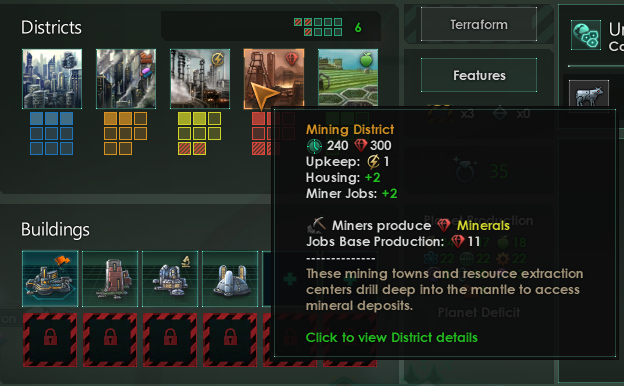 Districts
6
Terraform
Features
x3
x0
35
Mining District
240 300
Upkeep: 1
Housing: +2
Miner Jobs: +2
Miners produce Minerals
Jobs Base Production: 11
--------------
These mining towns and resource extraction
centers drill deep into the mantle to access
mineral deposits.
Click to view District details
Buildings
18
22 22 22
Planet Deficit